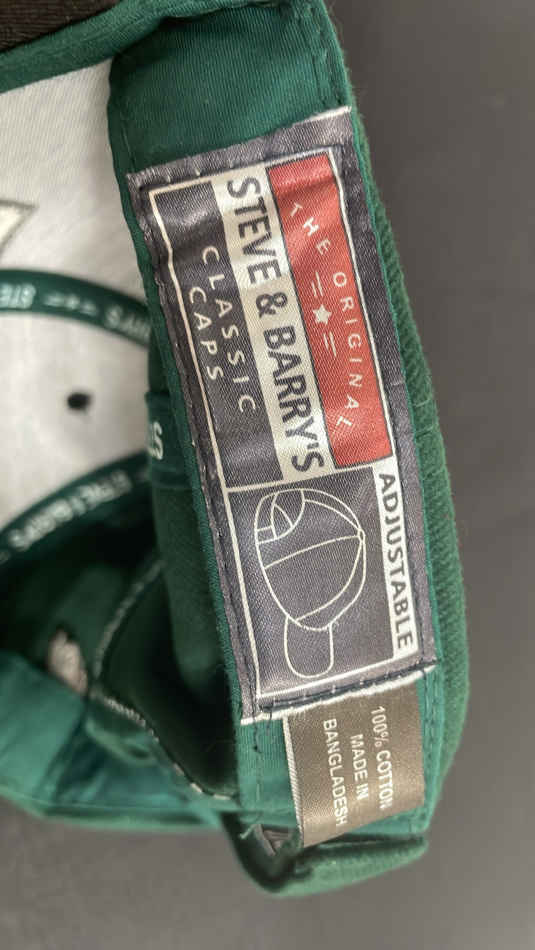 THE ORIGINAL
STEVE & BARRY'S
CLASSIC
CAPS
ADJUSTABLE
100% COTTON
MADE IN
BANGLADESH